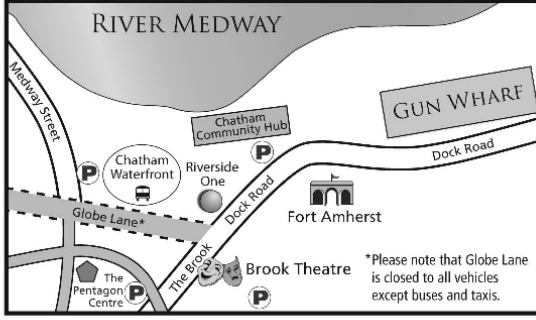 RIVER MEDWAY
Medway Street
GUN WHARF
Chatham
Community Hub
P
Dock Road
Chatham
Waterfront
P
Riverside
One
Dock Road
Fort Amherst
Globe Lane*
The Brook
Brook Theatre
The
Pentagon
Centre
P
P
*Please note that Globe Lane
is closed to all vehicles
except buses and taxis.